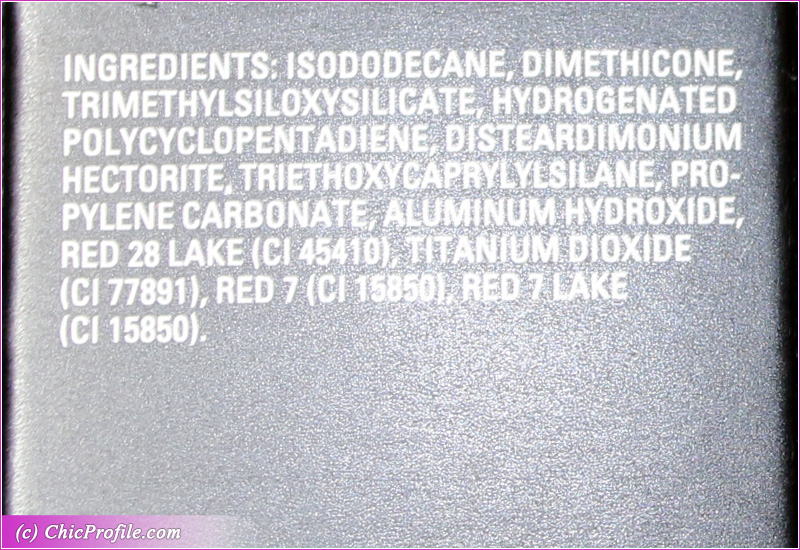 INGREDIENTS: ISODODECANE, DIMETHICONE,
TRIMETHYLSILOXYSILICATE, HYDROGENATED
POLYCYCLOPENTADIENE, DISTEARDIMONIUM
HECTORITE, TRIETHOXYCAPRYLYLSILANE, PRO-
PYLENE CARBONATE, ALUMINUM HYDROXIDE,
RED 28 LAKE (CI 45410), TITANIUM DIOXIDE
(CI 77891), RED 7 (CI 15850), RED 7 LAKE
(CI 15850).
(c) ChicProfile.com